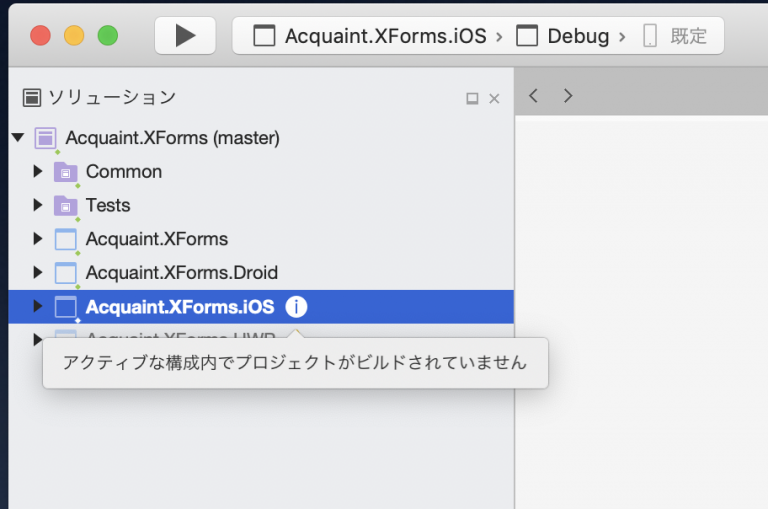 Acquaint.XForms.iOS › Debug › 既定
ソリューション
Acquaint.XForms (master)
Common
Tests
Acquaint.XForms
Acquaint.XForms.Droid
Acquaint.XForms.iOS
Acquaint.XForms.UWP
アクティブな構成内でプロジェクトがビルドされていません